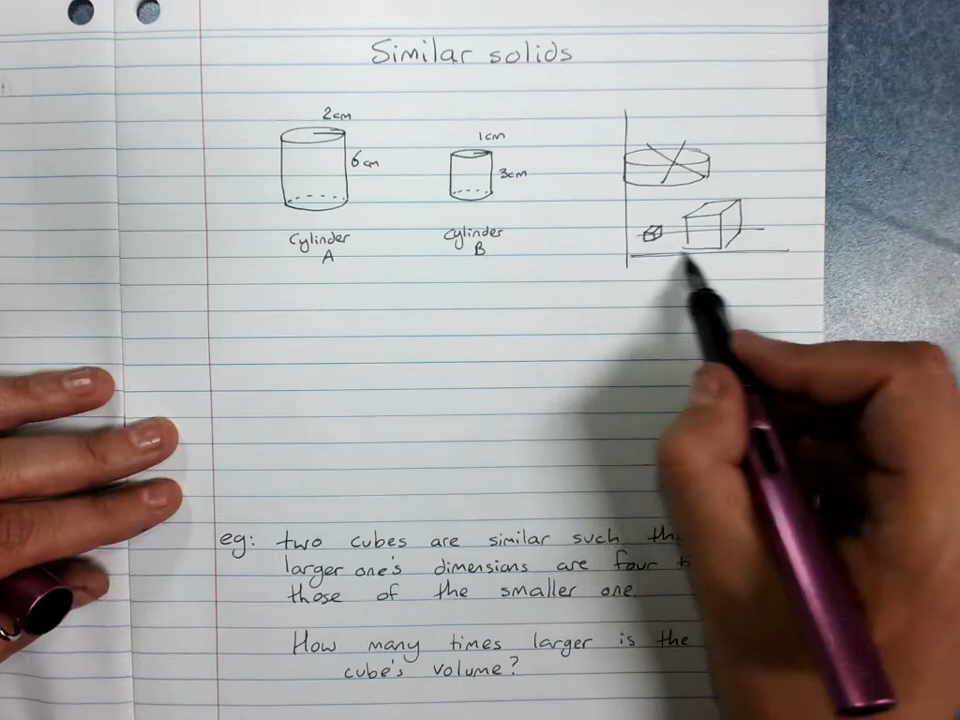 Similar solids
2cm
6cm
Cylinder
A
1cm
3cm
Cylinder
B
eg: two cubes are similar such
larger one's dimensions are four
those of the smaller one.
How many times larger is the
cube's volume?